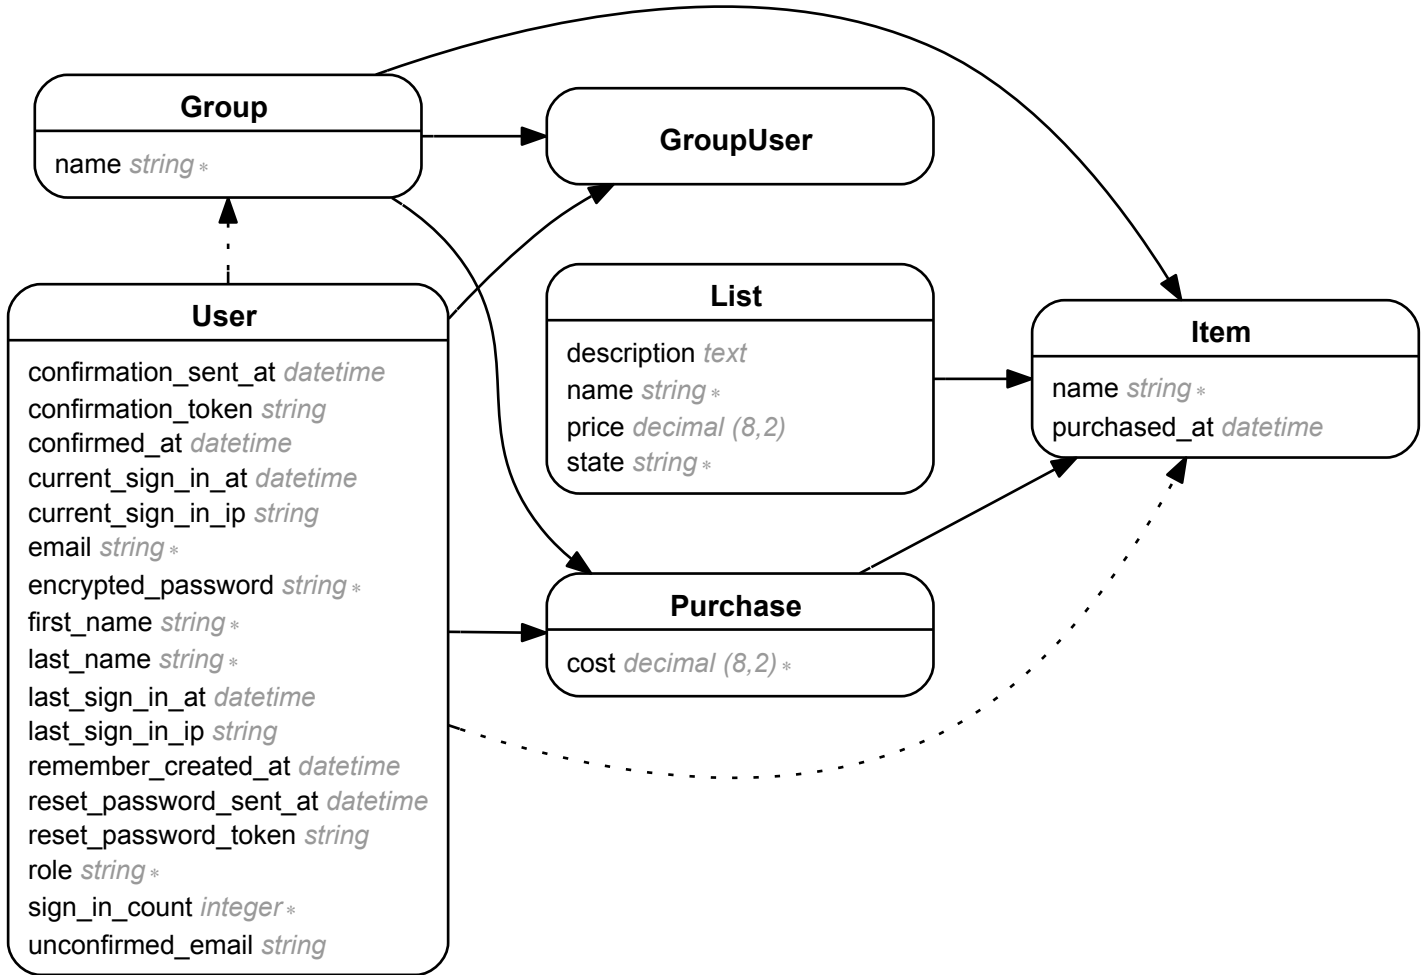 Group
name string *
GroupUser
User
confirmation_sent_at datetime
confirmation_token string
confirmed_at datetime
current_sign_in_at datetime
current_sign_in_ip string
email string *
encrypted_password string *
first_name string *
last_name string *
last_sign_in_at datetime
last_sign_in_ip string
remember_created_at datetime
reset_password_sent_at datetime
reset_password_token string
role string *
sign_in_count integer *
unconfirmed_email string
List
description text
name string *
price decimal (8,2)
state string *
Purchase
cost decimal (8,2) *
Item
name string *
purchased_at datetime